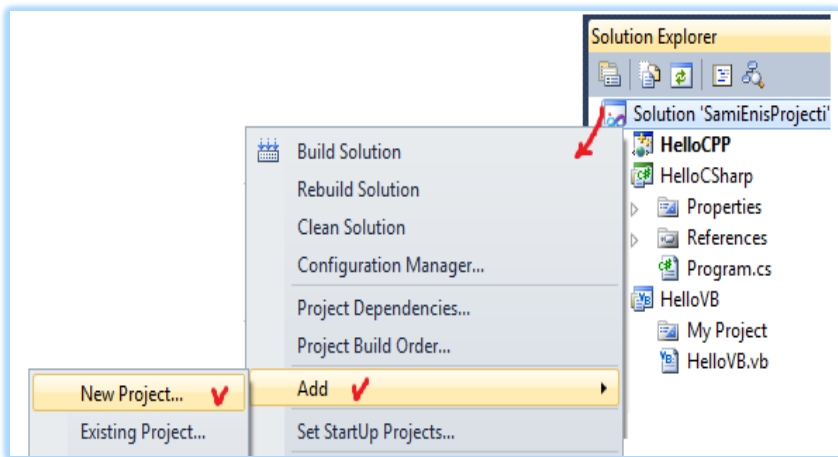 Solution Explorer
Solution 'SamiEnisProjecti'
HelloCPP
HelloCSharp
Properties
References
Program.cs
HelloVB
My Project
HelloVB.vb
Build Solution
Rebuild Solution
Clean Solution
Configuration Manager...
Project Dependencies...
Project Build Order...
Add
Set StartUp Projects...
New Project...
Existing Project...